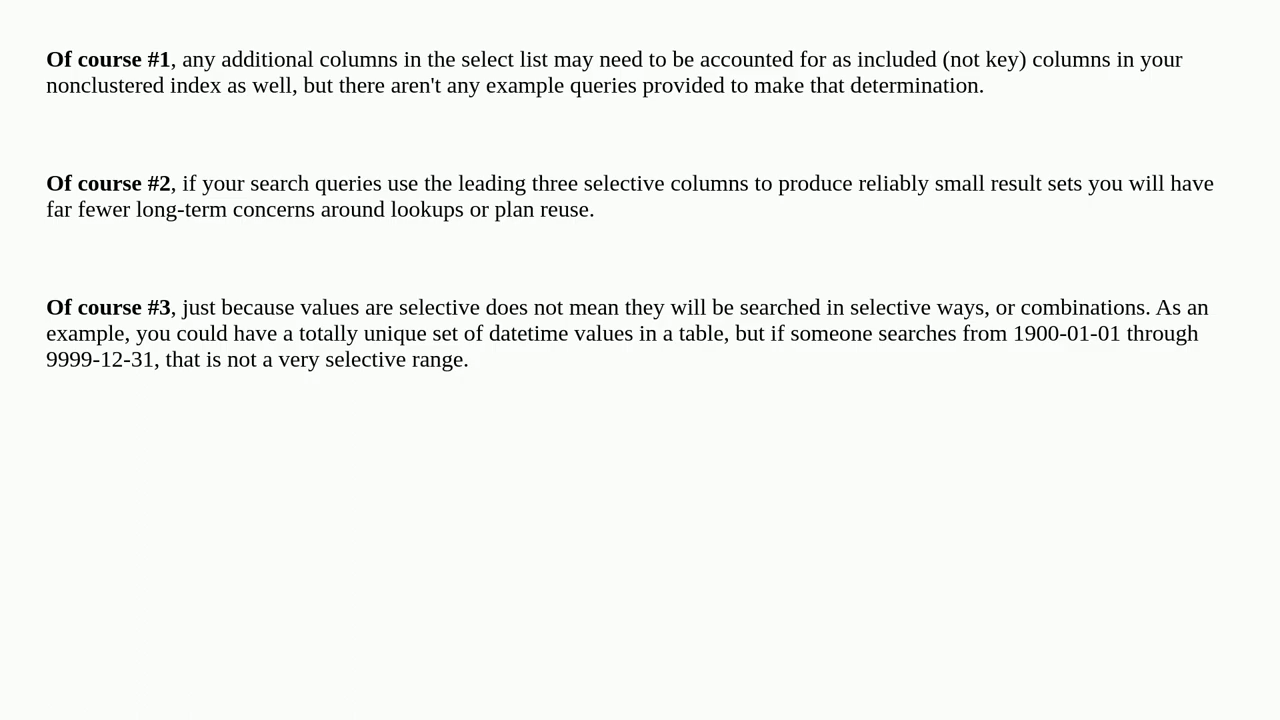 Of course #1, any additional columns in the select list may need to be accounted for as included (not key) columns in your
nonclustered index as well, but there aren't any example queries provided to make that determination.
Of course #2, if your search queries use the leading three selective columns to produce reliably small result sets you will have
far fewer long-term concerns around lookups or plan reuse.
Of course #3, just because values are selective does not mean they will be searched in selective ways, or combinations. As an
example, you could have a totally unique set of datetime values in a table, but if someone searches from 1900-01-01 through
9999-12-31, that is not a very selective range.